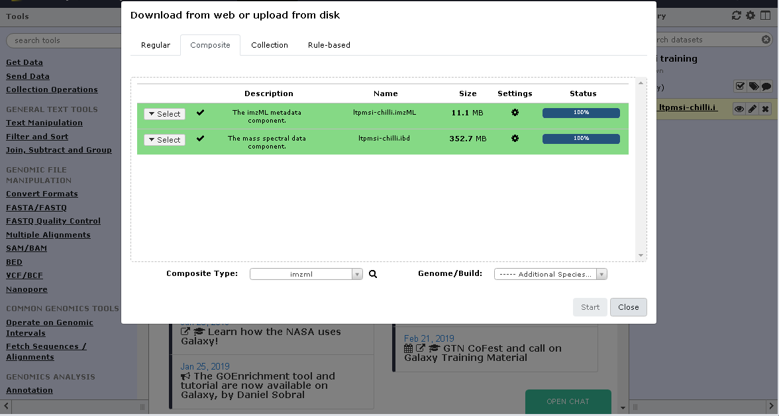 Download from web or upload from disk
Regular Composite Collection Rule-based
Description Name Size Settings Status
Select The imzML metadata component. ltpmsi-chilli.imzML 11.1 MB 100%
Select The mass spectral data component. ltpmsi-chilli.ibd 352.7 MB 100%
Composite Type: imzml Genome/Build: ----- Additional Species...
Start Close
Tools
search tools
Get Data
Send Data
Collection Operations
GENERAL TEXT TOOLS
Text Manipulation
Filter and Sort
Join, Subtract and Group
GENOMIC FILE
MANIPULATION
Convert Formats
FASTA/FASTQ
FASTQ Quality Control
Multiple Alignments
SAM/BAM
BED
VCF/BCF
Nanopore
COMMON GENOMICS TOOLS
Operate on Genomic
Intervals
Fetch Sequences /
Alignments
GENOMICS ANALYSIS
Annotation
Learn how the NASA uses
Galaxy!
Jan 25, 2019
The GOEnrichment tool and
tutorial are now available on
Galaxy, by Daniel Sobral
Feb 21, 2019
GTN CoFest and call on
Galaxy Training Material
OPEN CHAT
ry
ch datasets
l training
ltpmsi-chilli.i